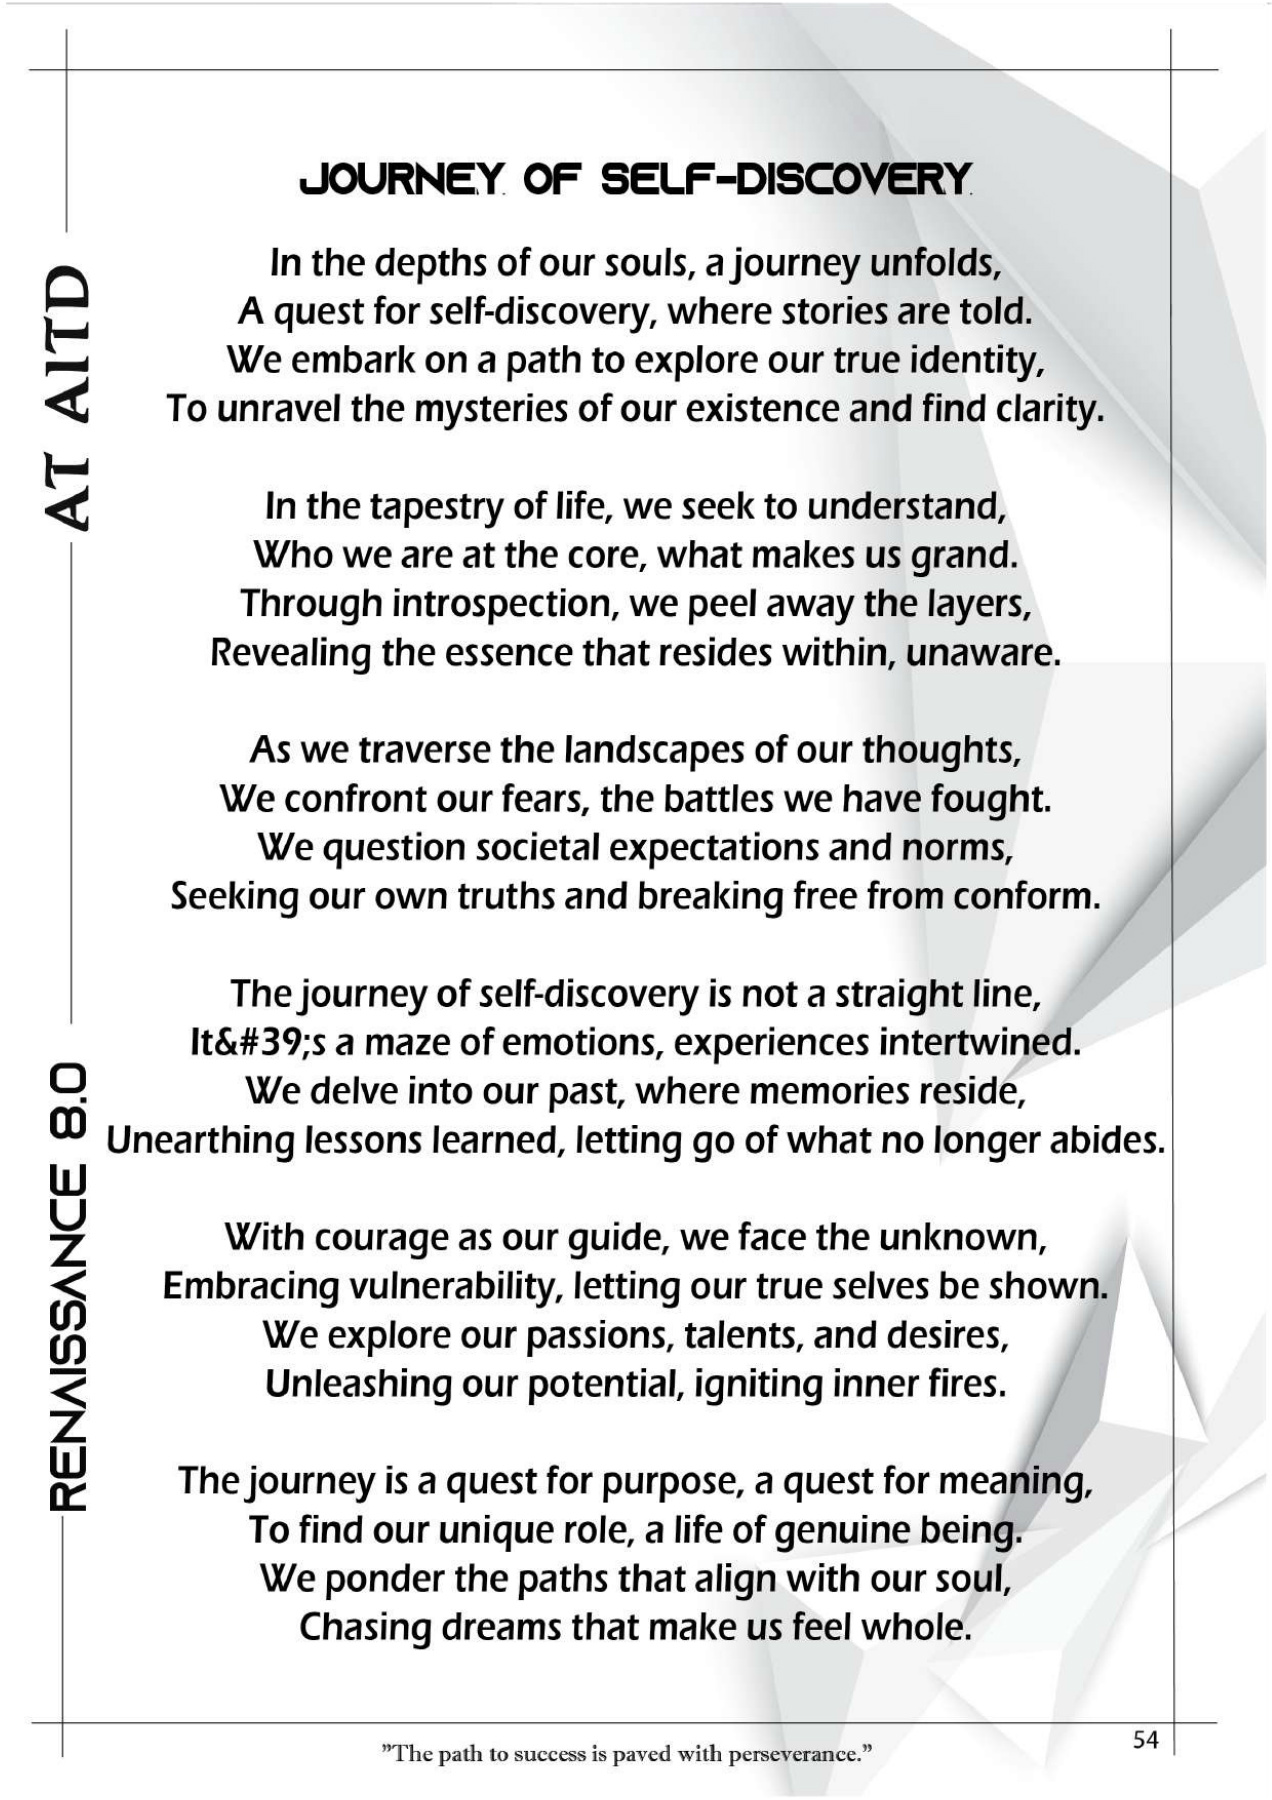 JOURNEY OF SELF-DISCOVERY
In the depths of our souls, a journey unfolds,
A quest for self-discovery, where stories are told.
We embark on a path to explore our true identity,
To unravel the mysteries of our existence and find clarity.
In the tapestry of life, we seek to understand,
Who we are at the core, what makes us grand.
Through introspection, we peel away the layers,
Revealing the essence that resides within, unaware.
As we traverse the landscapes of our thoughts,
We confront our fears, the battles we have fought.
We question societal expectations and norms,
Seeking our own truths and breaking free from conform.
The journey of self-discovery is not a straight line,
It&#39;s a maze of emotions, experiences intertwined.
We delve into our past, where memories reside,
Unearthing lessons learned, letting go of what no longer abides.
With courage as our guide, we face the unknown,
Embracing vulnerability, letting our true selves be shown.
We explore our passions, talents, and desires,
Unleashing our potential, igniting inner fires.
The journey is a quest for purpose, a quest for meaning,
To find our unique role, a life of genuine being.
We ponder the paths that align with our soul,
Chasing dreams that make us feel whole.
RENAISSANCE 8.0
AT AITD
"The path to success is paved with perseverance."
54